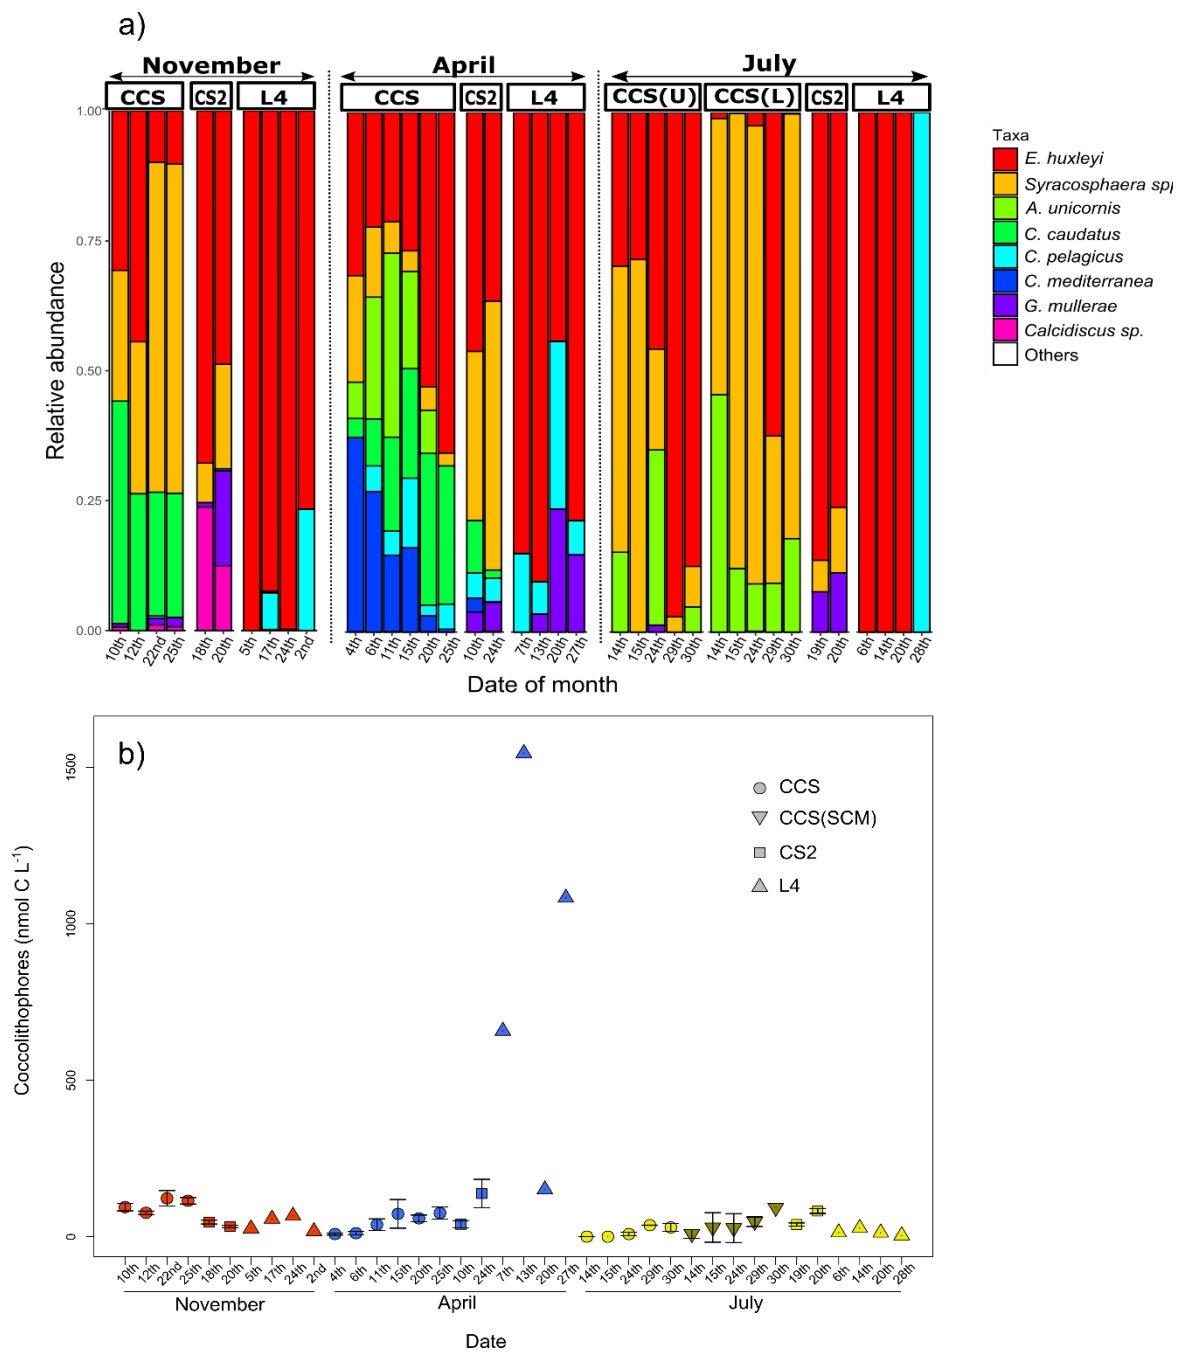 a)
November April July
CCS CS2 L4 CCS CS2 L4 CCS(U) CCS(L) CS2 L4
1.00
0.75
0.50
0.25
0.00
Relative abundance
10th 12th 22nd 25th 18th 20th 5th 17th 24th 2nd 4th 6th 11th 15th 20th 25th 10th 24th 7th 13th 20th 27th 14th 15th 24th 29th 30th 14th 15th 24th 29th 30th 19th 20th 6th 14th 20th 28th
Date of month
Taxa
E. huxleyi
Syracosphaera sp
A. unicornis
C. caudatus
C. pelagicus
C. mediterranea
G. mullerae
Calcidiscus sp.
Others
b)
1500
1000
500
0
Coccolithophores (nmol C L⁻¹)
CCS
CCS(SCM)
CS2
L4
10th 12th 22nd 25th 18th 20th 5th 17th 24th 2nd 4th 6th 11th 15th 20th 25th 10th 24th 7th 13th 20th 27th 14th 15th 24th 29th 30th 14th 15th 24th 29th 30th 19th 20th 6th 14th 20th 28th
November April July
Date